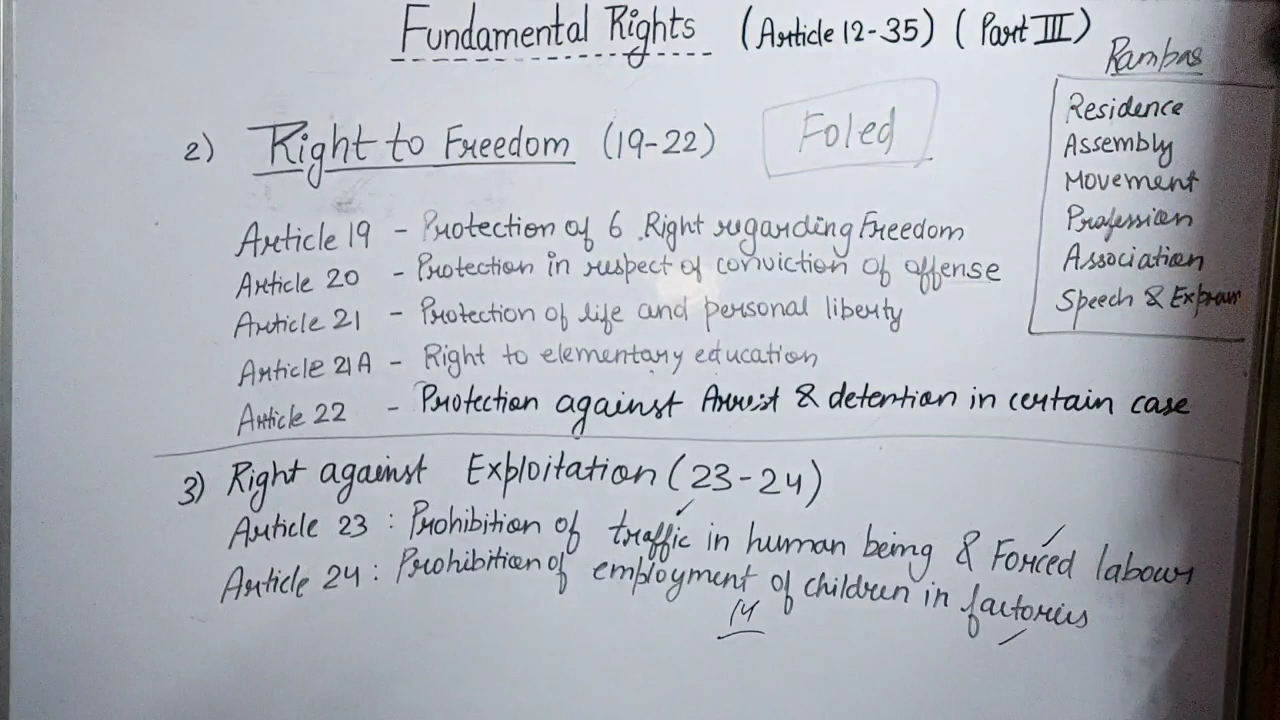 Fundamental Rights (Article 12-35) (Part III)
Rambas
Residence
Assembly
Movement
Profession
Association
Speech &
2) Right to Freedom (19-22) Foled
Article 19 - Protection of 6 Right regarding Freedom
Article 20 - Protection in respect of conviction of offense
Article 21 - Protection of life and personal liberty
Article 21A - Right to elementary education
Article 22 - Protection against Arrest & detention in certain case
3) Right against Exploitation (23-24)
Article 23 : Prohibition of traffic in human being & Forced labour
Article 24 : Prohibition of employment of children in factories
14